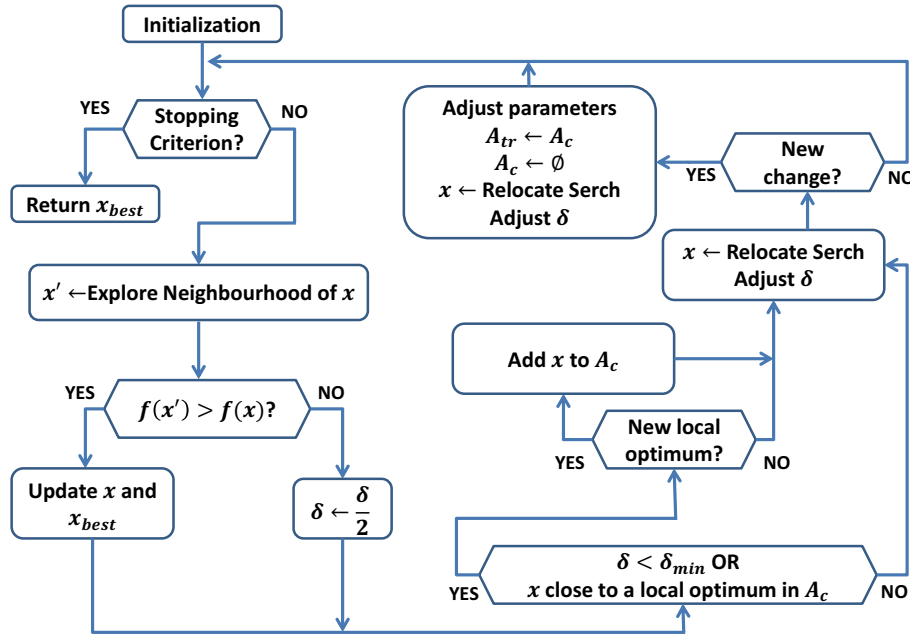 Initialization
YES
Stopping
Criterion?
NO
Return x_best
x′ ←Explore Neighbourhood of x
YES
f(x′) > f(x)?
NO
Update x and
x_best
δ ← δ/2
Adjust parameters
A_tr ← A_c
A_c ← ∅
x ← Relocate Serch
Adjust δ
YES
New
change?
NO
x ← Relocate Serch
Adjust δ
Add x to A_c
YES
New local
optimum?
NO
YES
δ < δ_min OR
x close to a local optimum in A_c
NO